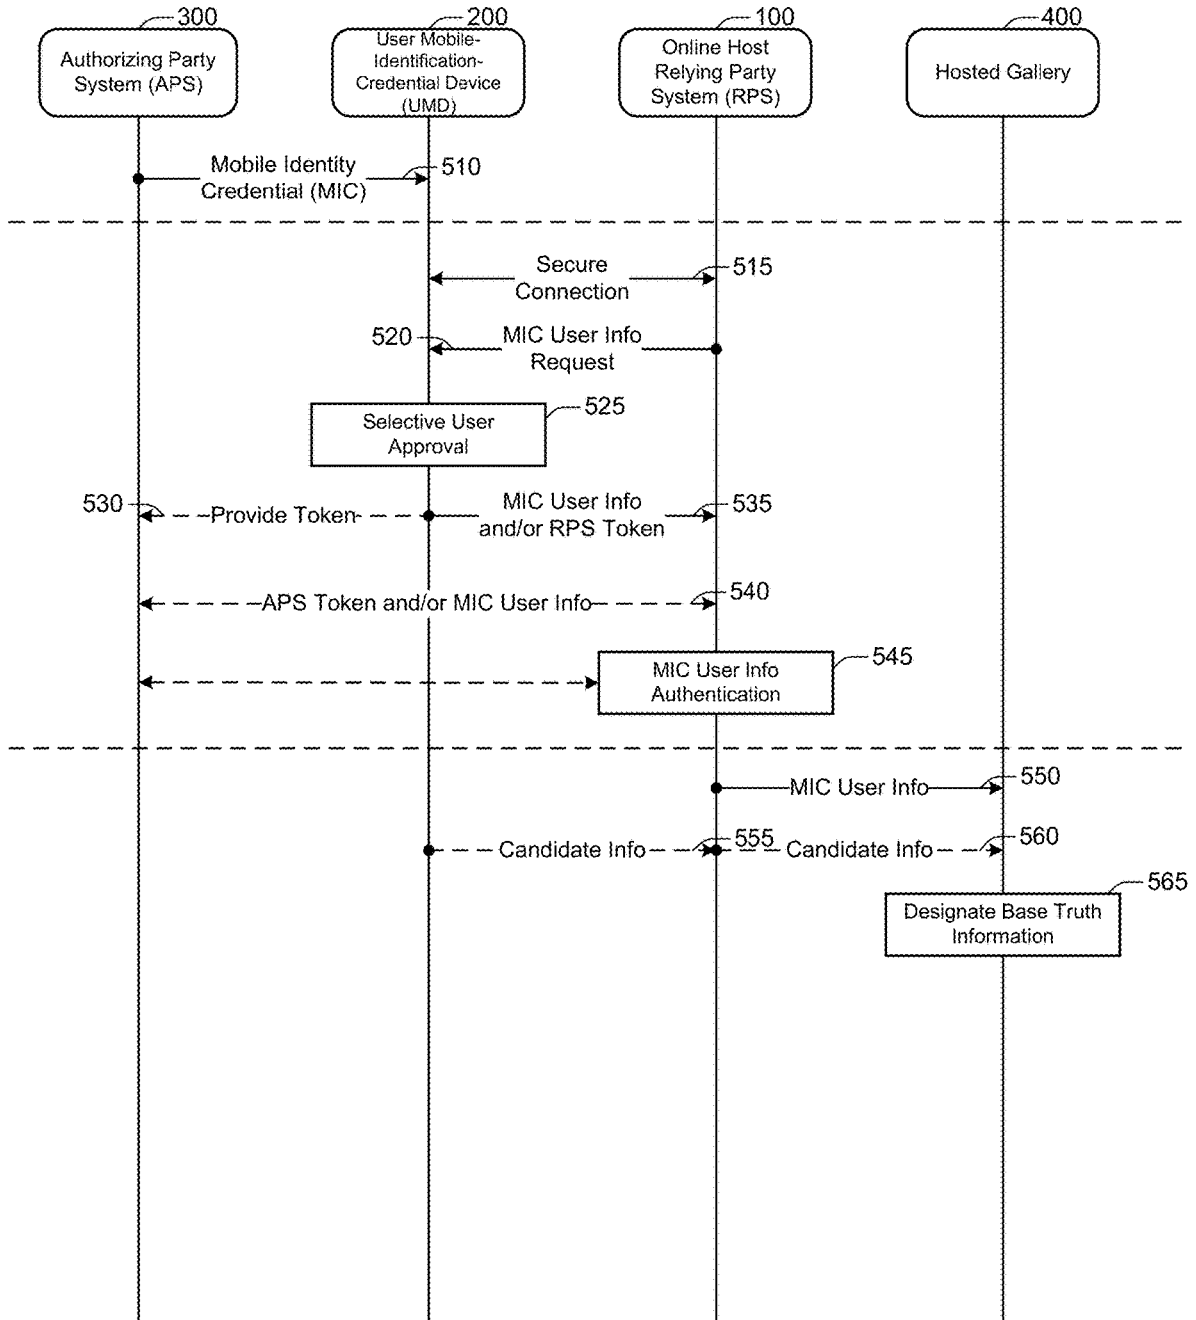 300
200
100
400
Authorizing Party
System (APS)
User Mobile-
Identification-
Credential Device
(UMD)
Online Host
Relying Party
System (RPS)
Hosted Gallery
Mobile Identity
Credential (MIC)
510
Secure
Connection
515
520
MIC User Info
Request
Selective User
Approval
525
530
Provide Token
MIC User Info
and/or RPS Token
535
APS Token and/or MIC User Info
540
MIC User Info
Authentication
545
MIC User Info
550
Candidate Info
555
Candidate Info
560
565
Designate Base Truth
Information